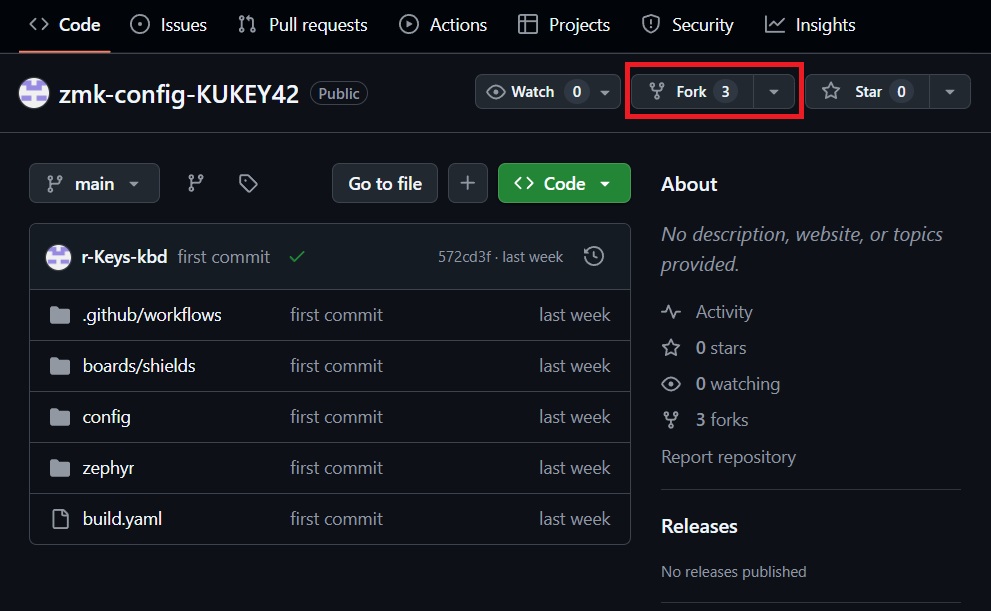 Code Issues Pull requests Actions Projects Security Insights
zmk-config-KUKEY42 Public Watch 0 Fork 3 Star 0
main Go to file + Code
r-Keys-kbd first commit 572cd3f · last week
.github/workflows first commit last week
boards/shields first commit last week
config first commit last week
zephyr first commit last week
build.yaml first commit last week
About
No description, website, or topics
provided.
Activity
0 stars
0 watching
3 forks
Report repository
Releases
No releases published